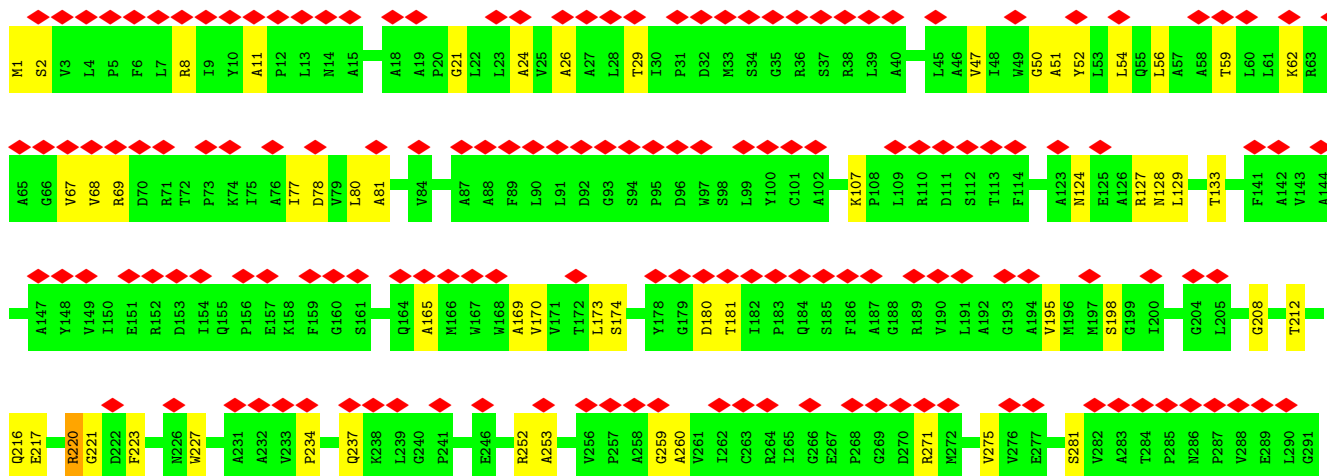 M1 S2 V3 L4 P5 F6 L7 R8 I9 Y10 A11 P12 L13 N14 A15 A18 A19 P20 G21 L22 L23 A24 V25 A26 A27 L28 T29 I30 P31 D32 M33 S34 G35 R36 S37 R38 L39 A40 L45 A46 V47 I48 W49 G50 A51 Y52 L53 L54 Q55 L56 A57 A58 T59 L60 L61 K62 R63
A65 G66 V67 V68 R69 D70 R71 T72 P73 K74 I75 A76 I77 D78 V79 L80 A81 V84 A87 A88 F89 L90 L91 D92 G93 S94 P95 D96 W97 S98 L99 Y100 C101 A102 K107 P108 L109 R110 D111 S112 T113 F114 A123 N124 E125 A126 R127 N128 L129 T133 F141 A142 V143 A144
A147 Y148 V149 I150 E151 R152 D153 I154 Q155 P156 E157 K158 F159 G160 S161 Q164 A165 M166 W167 W168 A169 V170 V171 T172 L173 S174 Y178 G179 D180 T181 I182 P183 Q184 S185 F186 A187 G188 R189 V190 L191 A192 G193 A194 V195 M196 M197 S198 G199 I200 G204 L205 G208 T212
Q216 E217 R220 G221 D222 F223 N226 W227 A231 A232 V233 P234 Q237 K238 L239 G240 P241 E246 R252 A253 V256 P257 A258 G259 A260 V261 I262 C263 R264 I265 G266 E267 P268 G269 D270 R271 M272 V275 V276 E277 S281 V282 A283 T284 P285 N286 P287 V288 E289 L290 G291